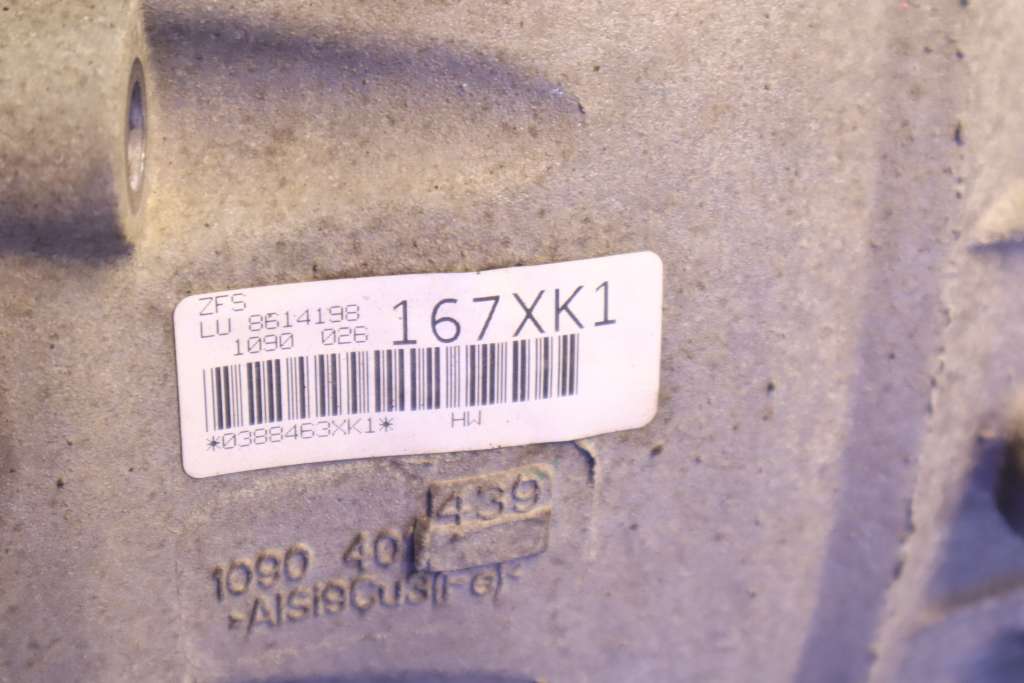 ZFS
LU 8614198
1090 026
167XK1
*0388463XK1*
HW
439
1090 401
>AlSi9Cu3(Fe)<